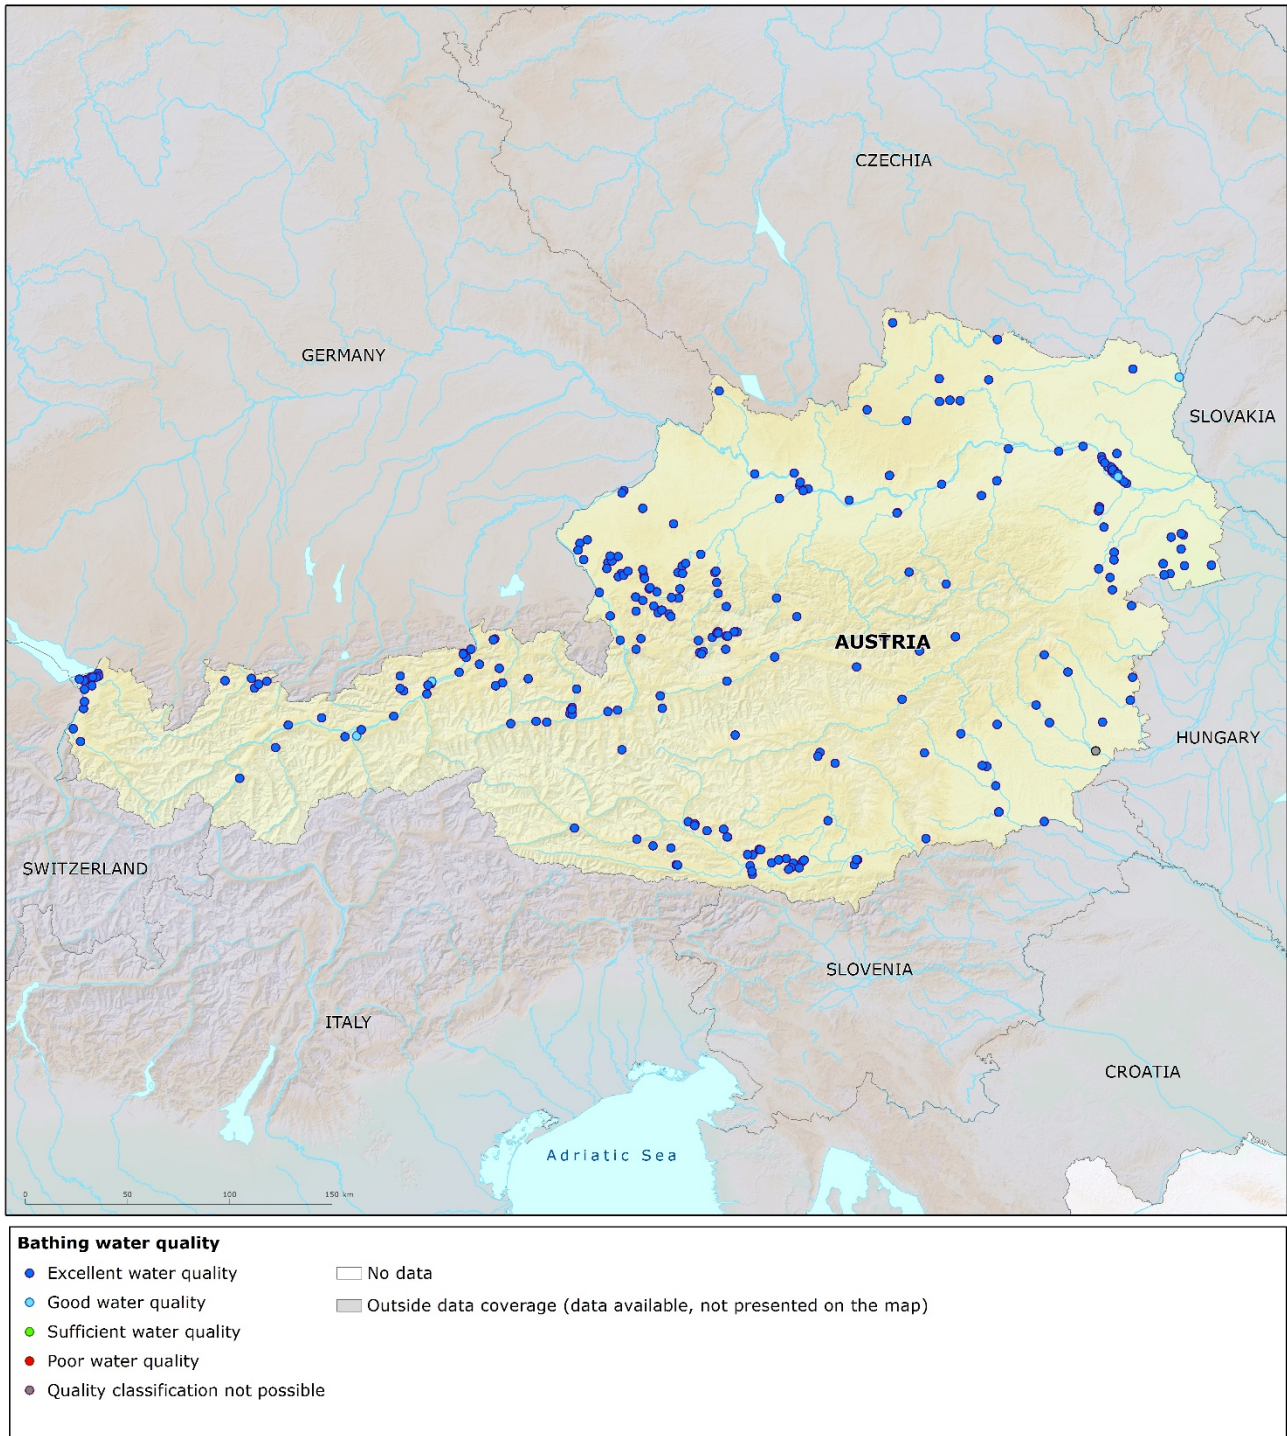 CZECHIA
GERMANY
SLOVAKIA
AUSTRIA
HUNGARY
SWITZERLAND
SLOVENIA
ITALY
CROATIA
Adriatic Sea
0 50 100 150 km
Bathing water quality
Excellent water quality
No data
Good water quality
Outside data coverage (data available, not presented on the map)
Sufficient water quality
Poor water quality
Quality classification not possible